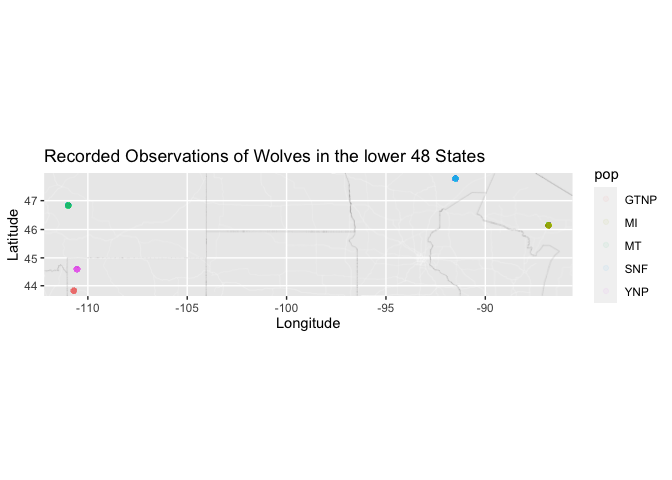 Recorded Observations of Wolves in the lower 48 States
pop
GTNP
MI
MT
SNF
YNP
Latitude
47
46
45
44
-110
-105
-100
-95
-90
Longitude